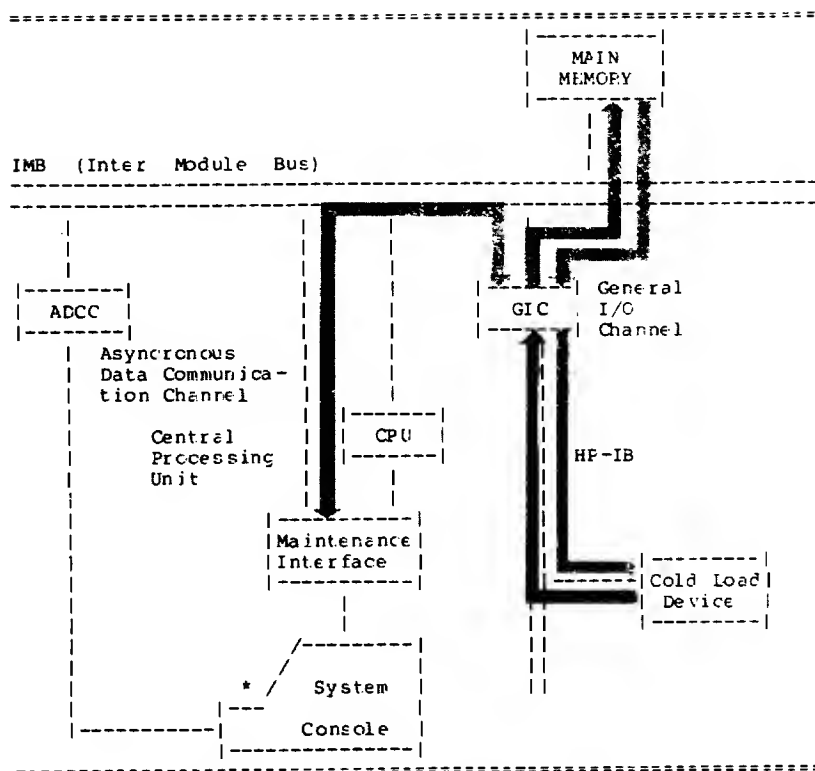 MAIN
MEMORY
IMB (Inter Module Bus)
ADCC
GIC
General
I/O
Channel
Asyncronous
Data Communica-
tion Channel
Central
Processing
Unit
CPU
HP-IB
Maintenance
Interface
Cold Load
Device
*
System
Console